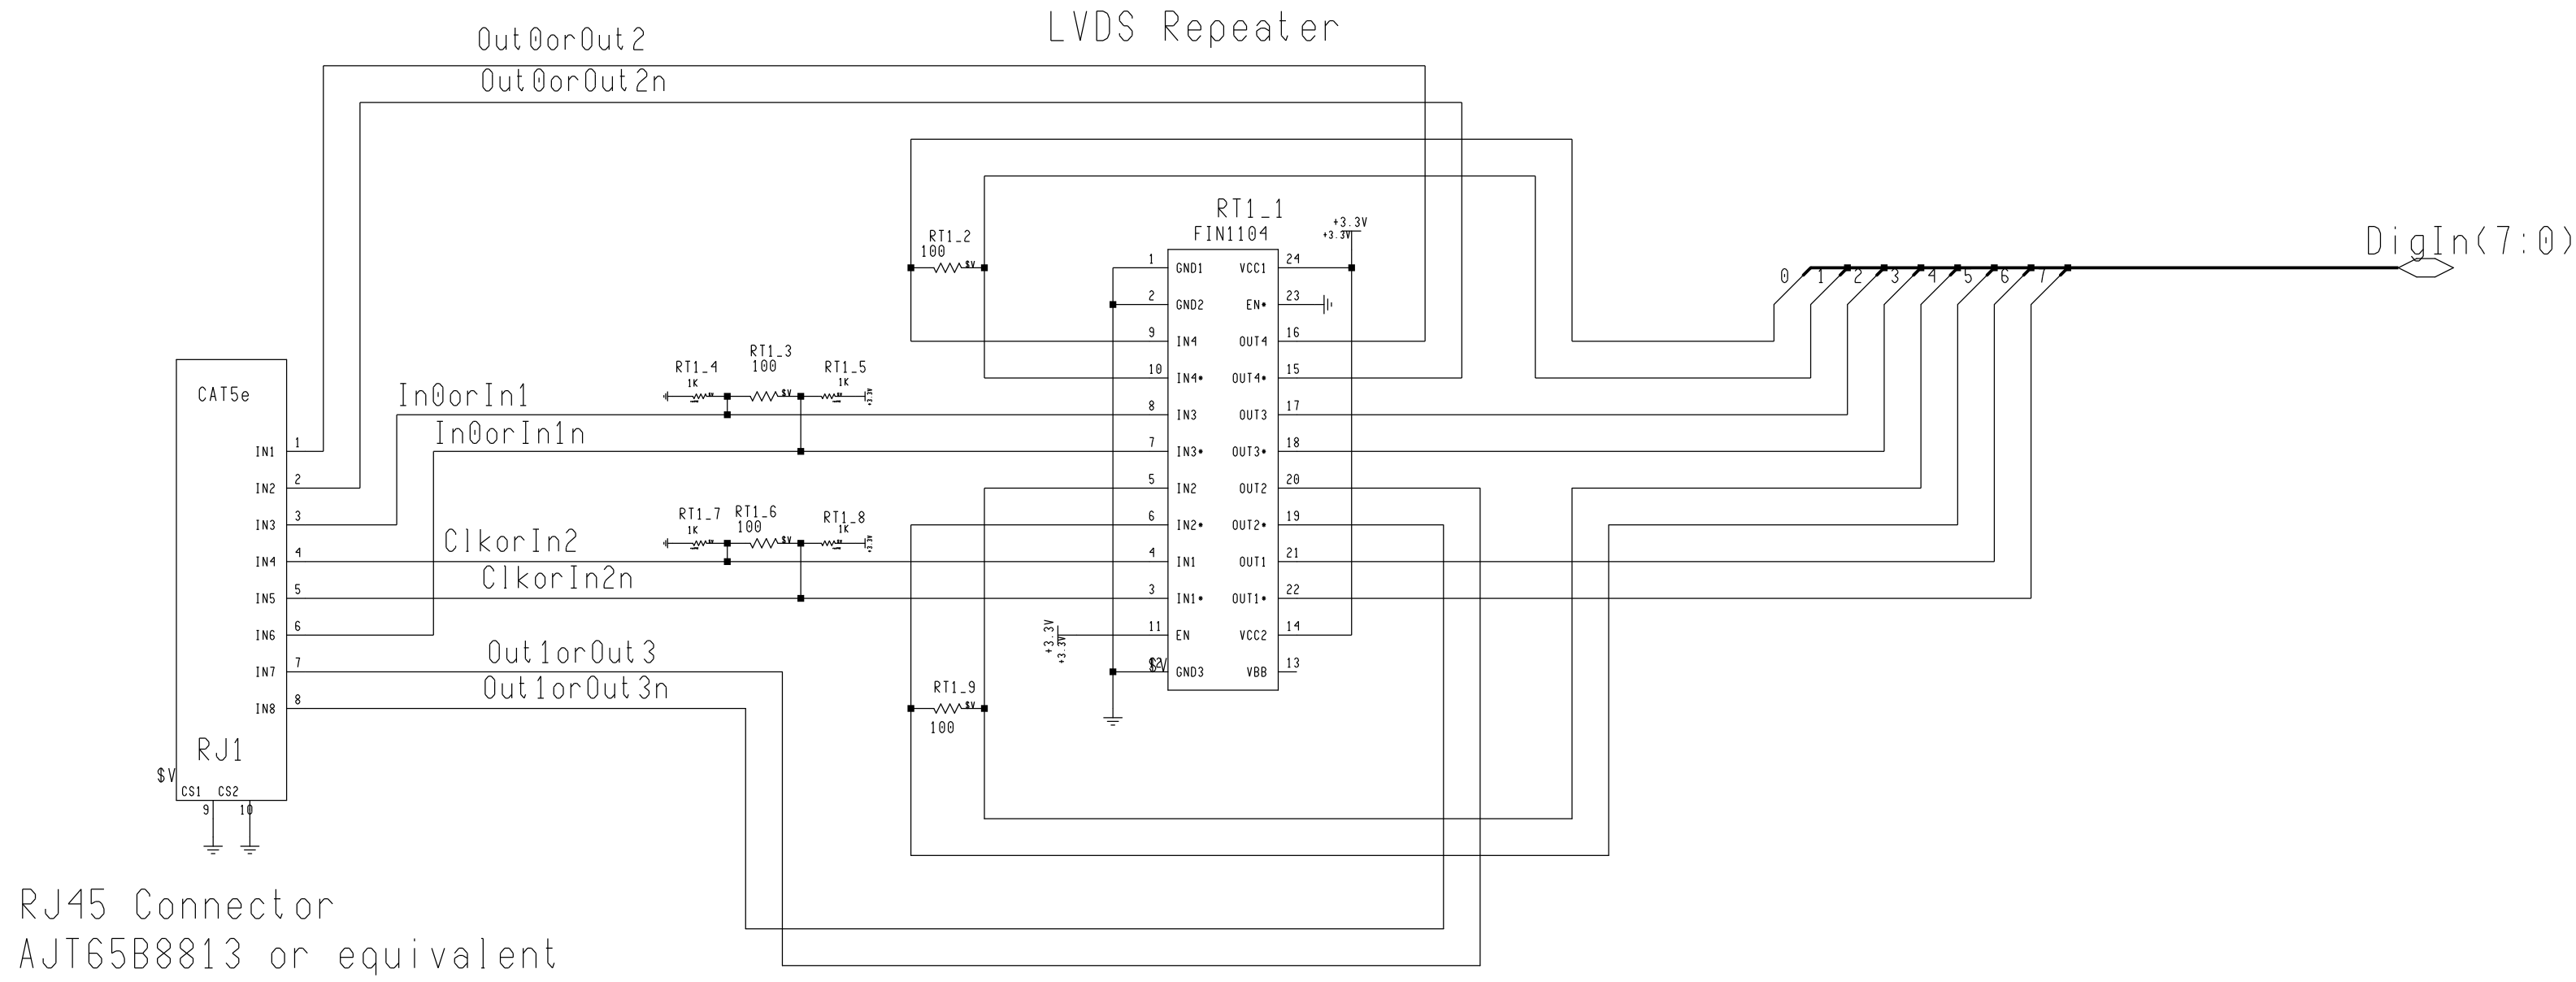 LVDS Repeater
Out0orOut2
Out0orOut2n
RT1_1
FIN1104
+3.3V
+3.3V
RT1_2
100
$V
DigIn(7:0)
0 1 2 3 4 5 6 7
1 GND1 VCC1 24
2 GND2 EN* 23
9 IN4 OUT4 16
10 IN4* OUT4* 15
8 IN3 OUT3 17
7 IN3* OUT3* 18
5 IN2 OUT2 20
6 IN2* OUT2* 19
4 IN1 OUT1 21
3 IN1* OUT1* 22
11 EN VCC2 14
12 GND3 VBB 13
$V
+3.3V
+3.3V
RT1_4
1K
RT1_3
100
$V
RT1_5
1K
+3.3V
In0orIn1
In0orIn1n
RT1_7
1K
RT1_6
100
$V
RT1_8
1K
+3.3V
ClkorIn2
ClkorIn2n
Out1orOut3
Out1orOut3n
RT1_9
$V
100
CAT5e
IN1 1
IN2 2
IN3 3
IN4 4
IN5 5
IN6 6
IN7 7
IN8 8
RJ1
$V
CS1 CS2
9 10
RJ45 Connector
AJT65B8813 or equivalent